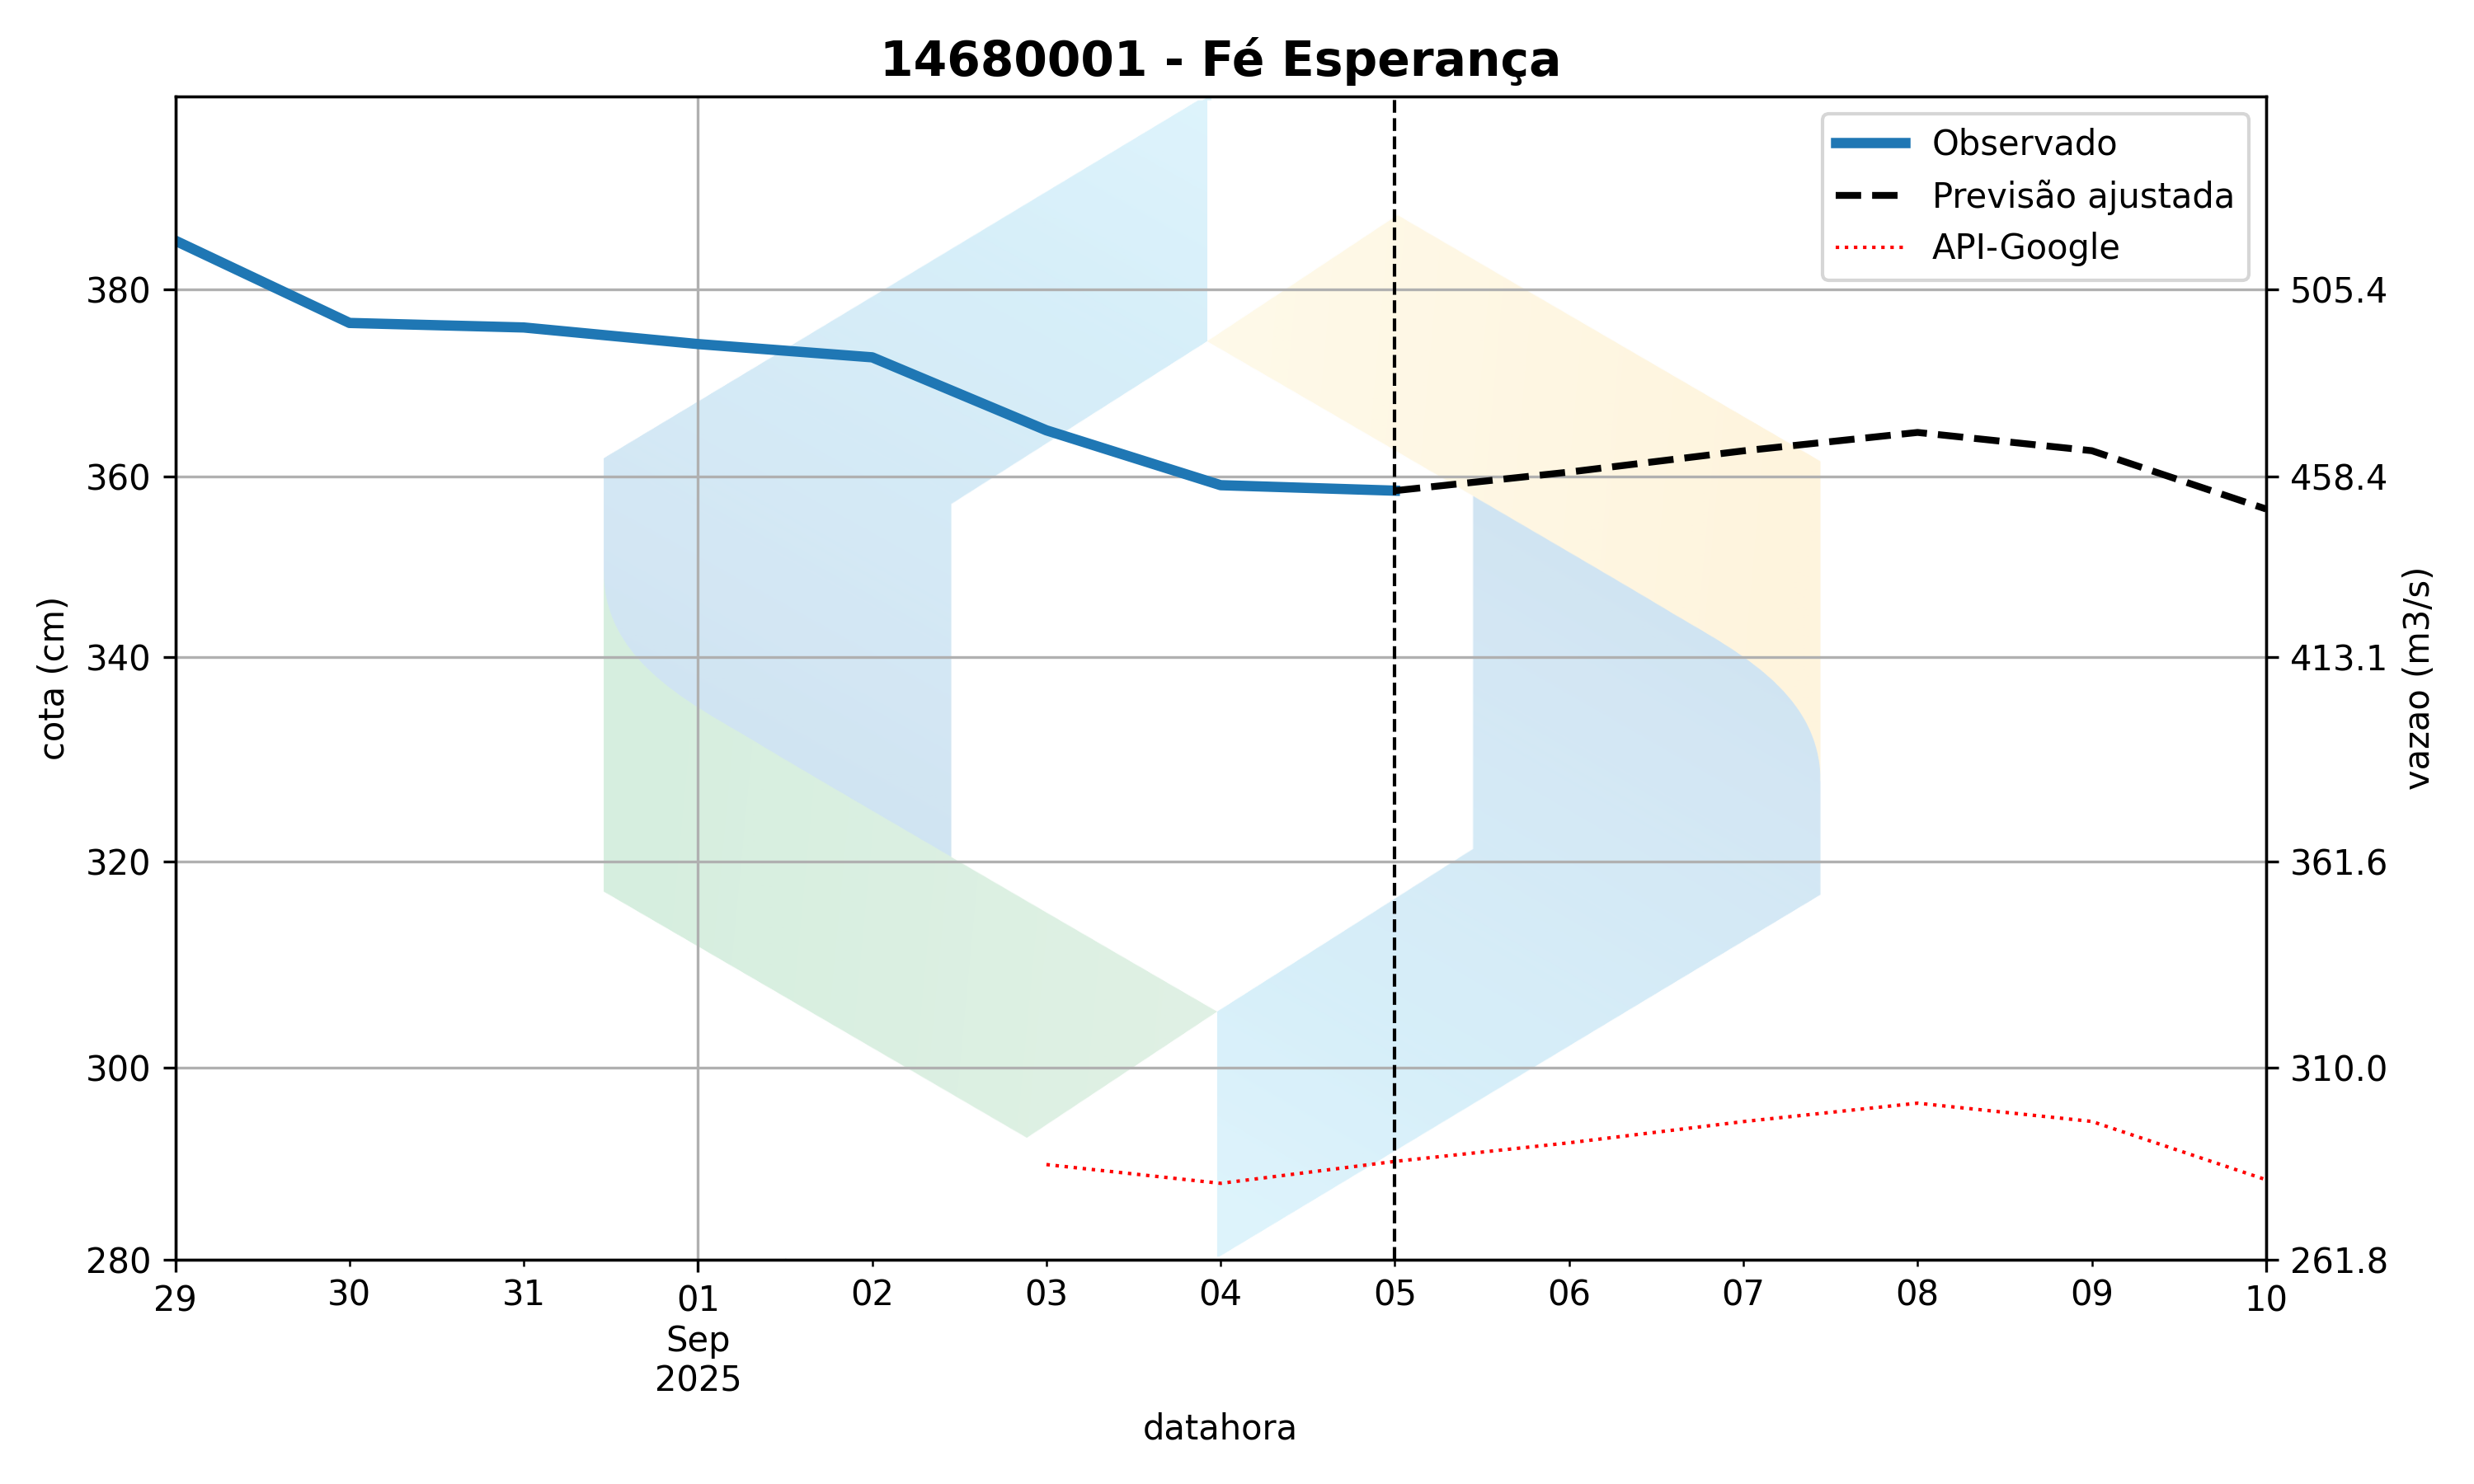 14680001 - Fé Esperança
Observado
Previsão ajustada
API-Google
380
360
340
320
300
280
cota (cm)
505.4
458.4
413.1
361.6
310.0
261.8
vazao (m3/s)
29 30 31 01 02 03 04 05 06 07 08 09 10
Sep
2025
datahora